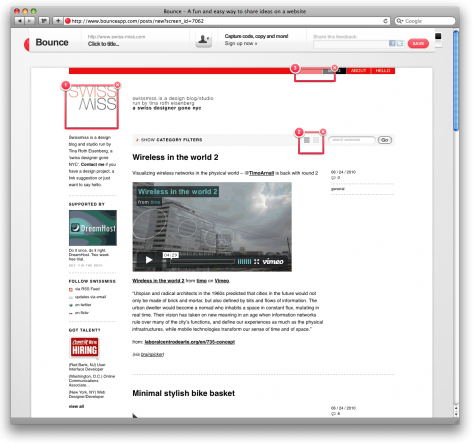 Bounce – A fun and easy way to share ideas on a website
http://www.bounceapp.com/posts/new?screen_id=7062
Bounce
http://www.swiss-miss.com
Click to title...
Capture code, copy and more!
Sign up now »
Share this feedback
SAVE
ABOUT
HELLO
SWISS
MISS
swissmiss is a design blog/studio
run by tina roth eisenberg
a swiss designer gone nyc
Swissmiss is a design
blog and studio run by
Tina Roth Eisenberg, a
'swiss designer gone
NYC'. Contact me if you
have a design project, a
link suggestion or just
want to say hello.
SHOW CATEGORY FILTERS
Go
Wireless in the world 2
Visualizing wireless networks in the physical world – @TimoArnall is back with round 2
06 / 24 / 2010
0
general
SUPPORTED BY
DreamHost
Do it once, do it right.
DreamHost. Two week
free trial.
Wireless in the world 2
from timo
04:23
vimeo
FOLLOW SWISSMISS
via RSS Feed
updates via email
on twitter
on flickr
Wireless in the world 2 from timo on Vimeo.
"Utopian and radical architects in the 1960s predicted that cities in the future would not
only be made of brick and mortar, but also defined by bits and flows of information. The
urban dweller would become a nomad who inhabits a space in constant flux, mutating in
real time. Their vision has taken on new meaning in an age when information networks
rule over many of the city's functions, and define our experiences as much as the physical
infrastructures, while mobile technologies transform our sense of time and of space."
from: laboralcentrodearte.org/en/735-concept
(via brainpicker)
GOT TALENT?
HIRING
(Red Bank, NJ) User
Interface Developer
(Washington, D.C.) Online
Communications
Associate...
(New York, NY) Web
Developer
view all
Minimal stylish bike basket
06 / 24 / 2010
6